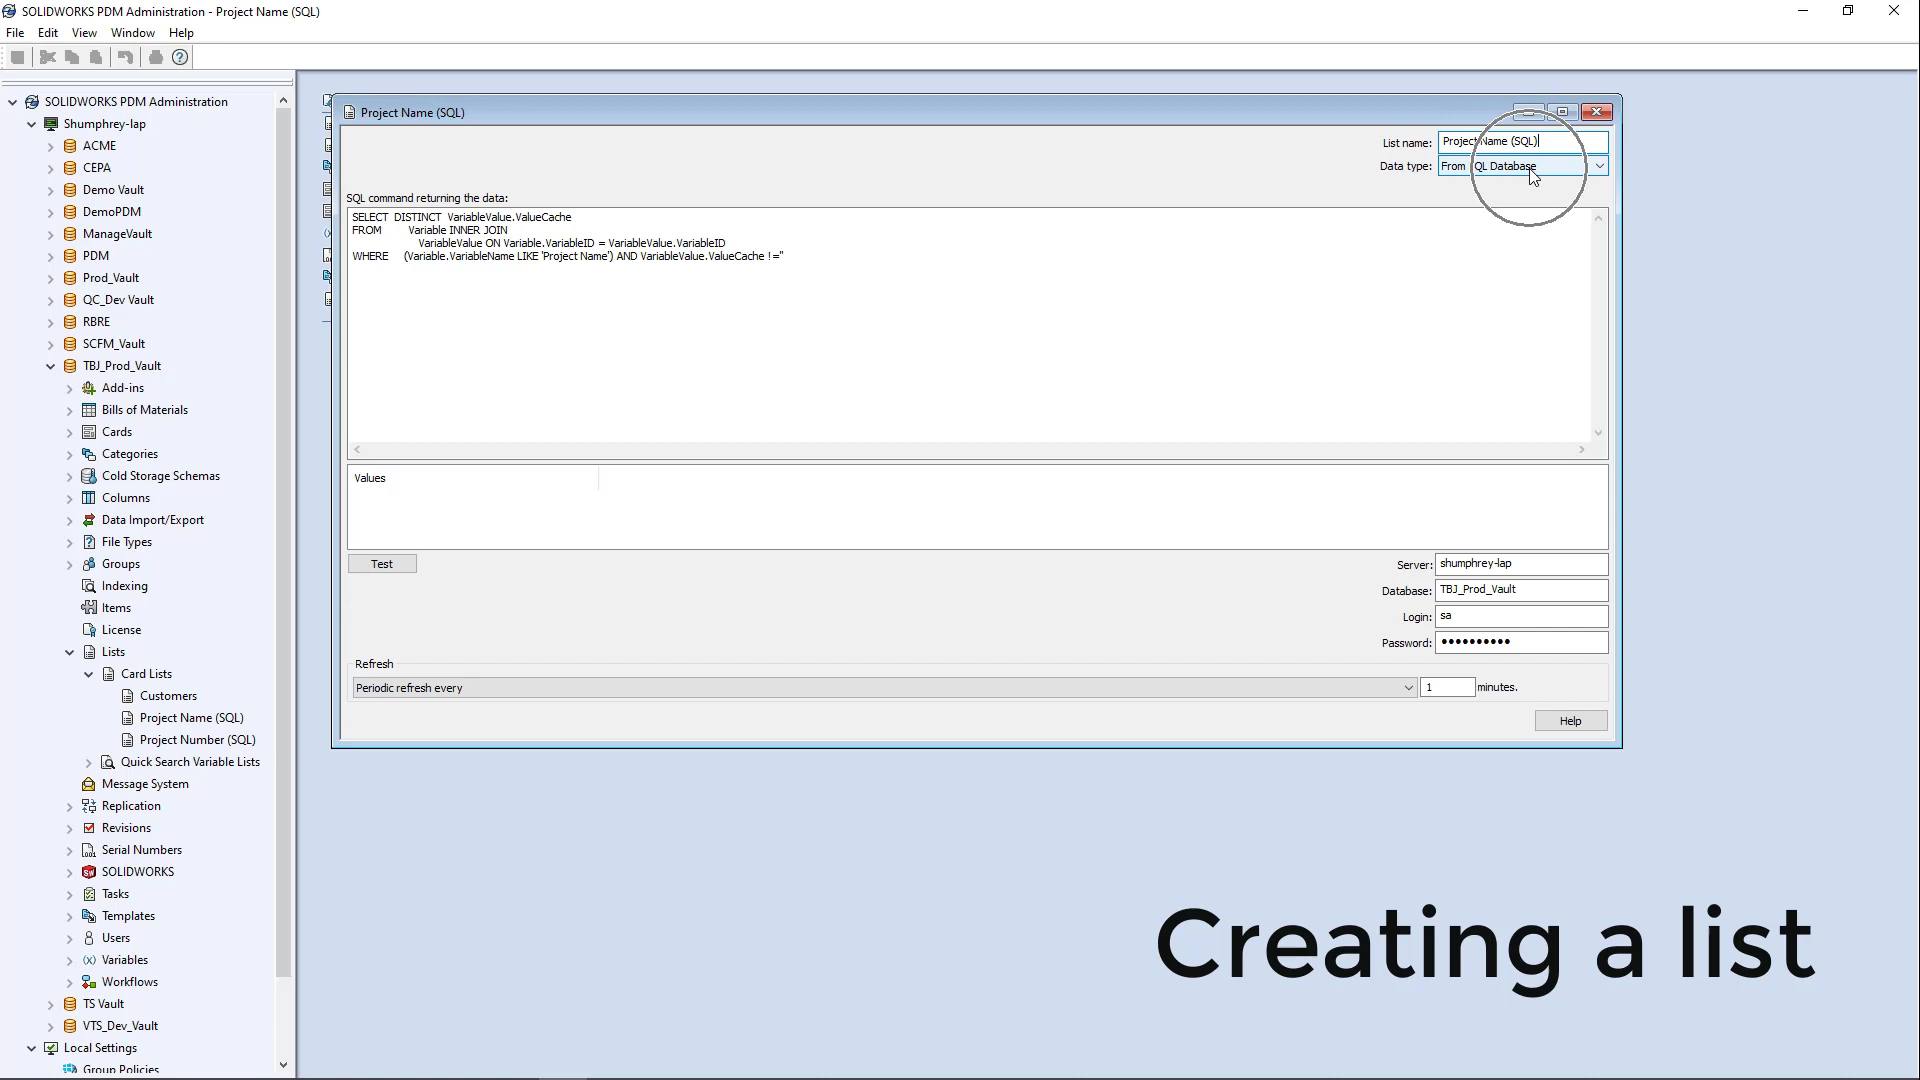 SOLIDWORKS PDM Administration - Project Name (SQL)
File Edit View Window Help
SOLIDWORKS PDM Administration
Shumphrey-lap
ACME
CEPA
Demo Vault
DemoPDM
ManageVault
PDM
Prod_Vault
QC_Dev Vault
RBRE
SCFM_Vault
TBJ_Prod_Vault
Add-ins
Bills of Materials
Cards
Categories
Cold Storage Schemas
Columns
Data Import/Export
File Types
Groups
Indexing
Items
License
Lists
Card Lists
Customers
Project Name (SQL)
Project Number (SQL)
Quick Search Variable Lists
Message System
Replication
Revisions
Serial Numbers
SOLIDWORKS
Tasks
Templates
Users
Variables
Workflows
TS Vault
VTS_Dev_Vault
Local Settings
Group Policies
Project Name (SQL)
List name: Project Name (SQL)
Data type: From QL Database
SQL command returning the data:
SELECT DISTINCT VariableValue.ValueCache
FROM Variable INNER JOIN
VariableValue ON Variable.VariableID = VariableValue.VariableID
WHERE (Variable.VariableName LIKE 'Project Name') AND VariableValue.ValueCache !=''
Values
Test
Server: shumphrey-lap
Database: TBJ_Prod_Vault
Login: sa
Password: ••••••••••
Refresh
Periodic refresh every 1 minutes.
Help
Creating a list